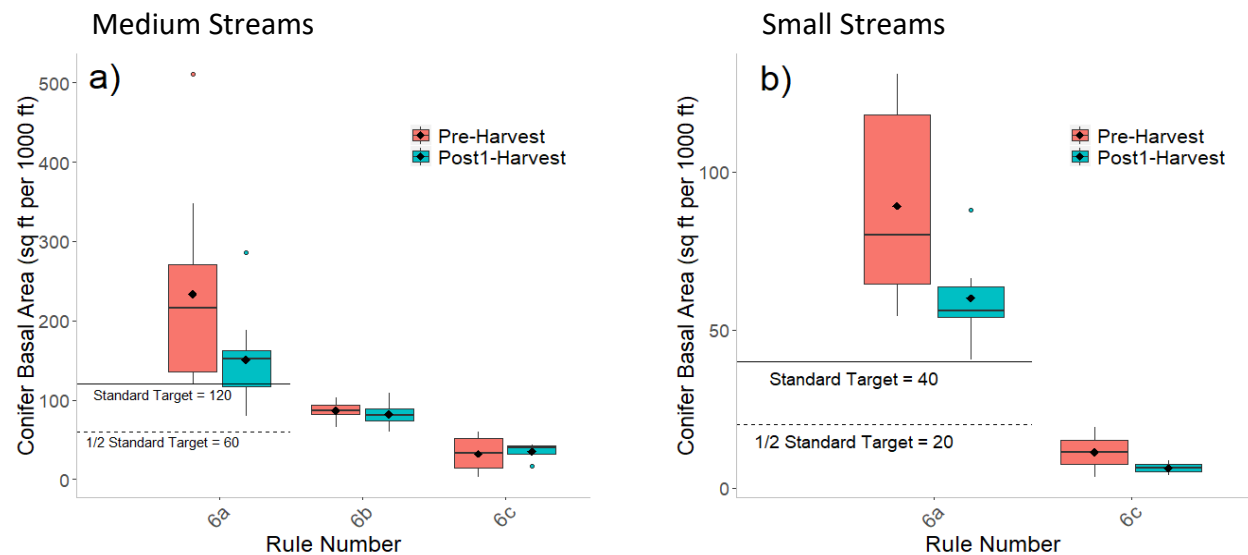 Medium Streams
a)
Conifer Basal Area (sq ft per 1000 ft)
500
400
300
200
100
0
Pre-Harvest
Post1-Harvest
Standard Target = 120
1/2 Standard Target = 60
6a
6b
6c
Rule Number
Small Streams
b)
Conifer Basal Area (sq ft per 1000 ft)
100
50
0
Pre-Harvest
Post1-Harvest
Standard Target = 40
1/2 Standard Target = 20
6a
6c
Rule Number